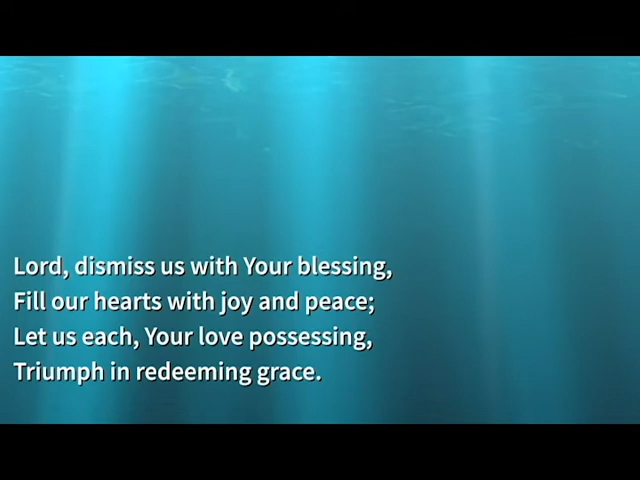 Lord, dismiss us with Your blessing,
Fill our hearts with joy and peace;
Let us each, Your love possessing,
Triumph in redeeming grace.